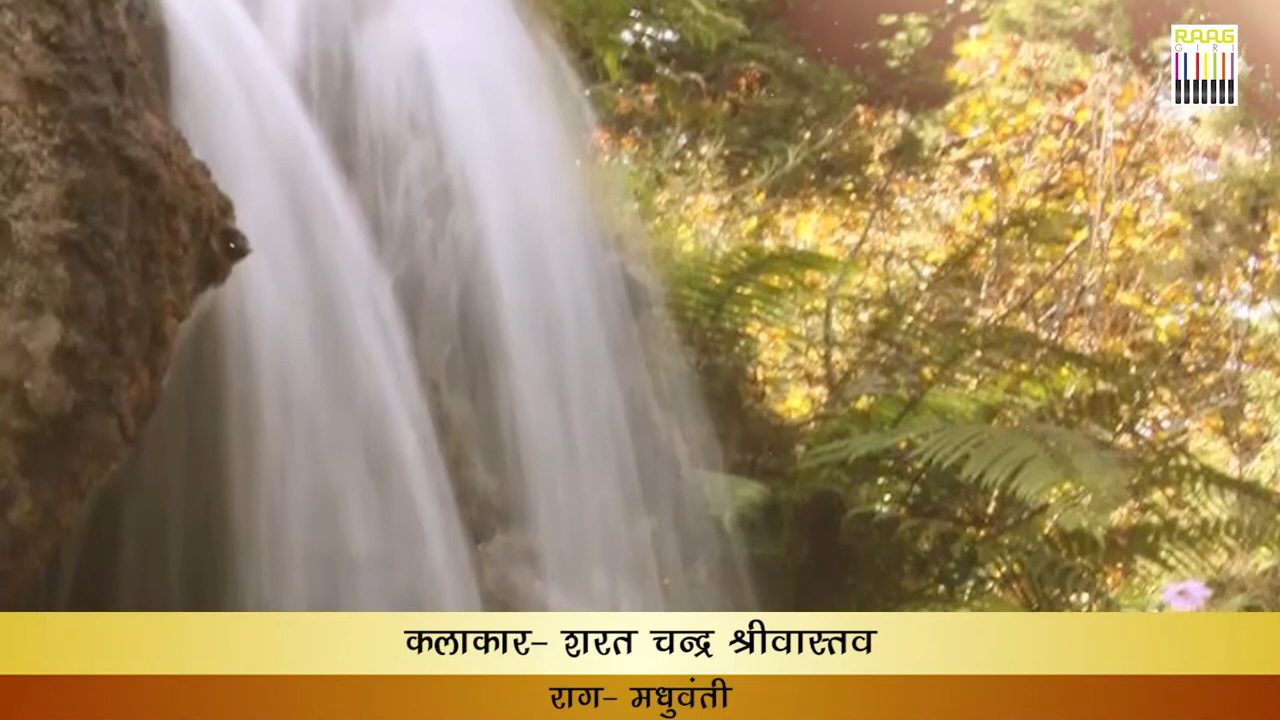 RAAG
GIRI
कलाकार- शरत चन्द्र श्रीवास्तव
राग- मधुवंती